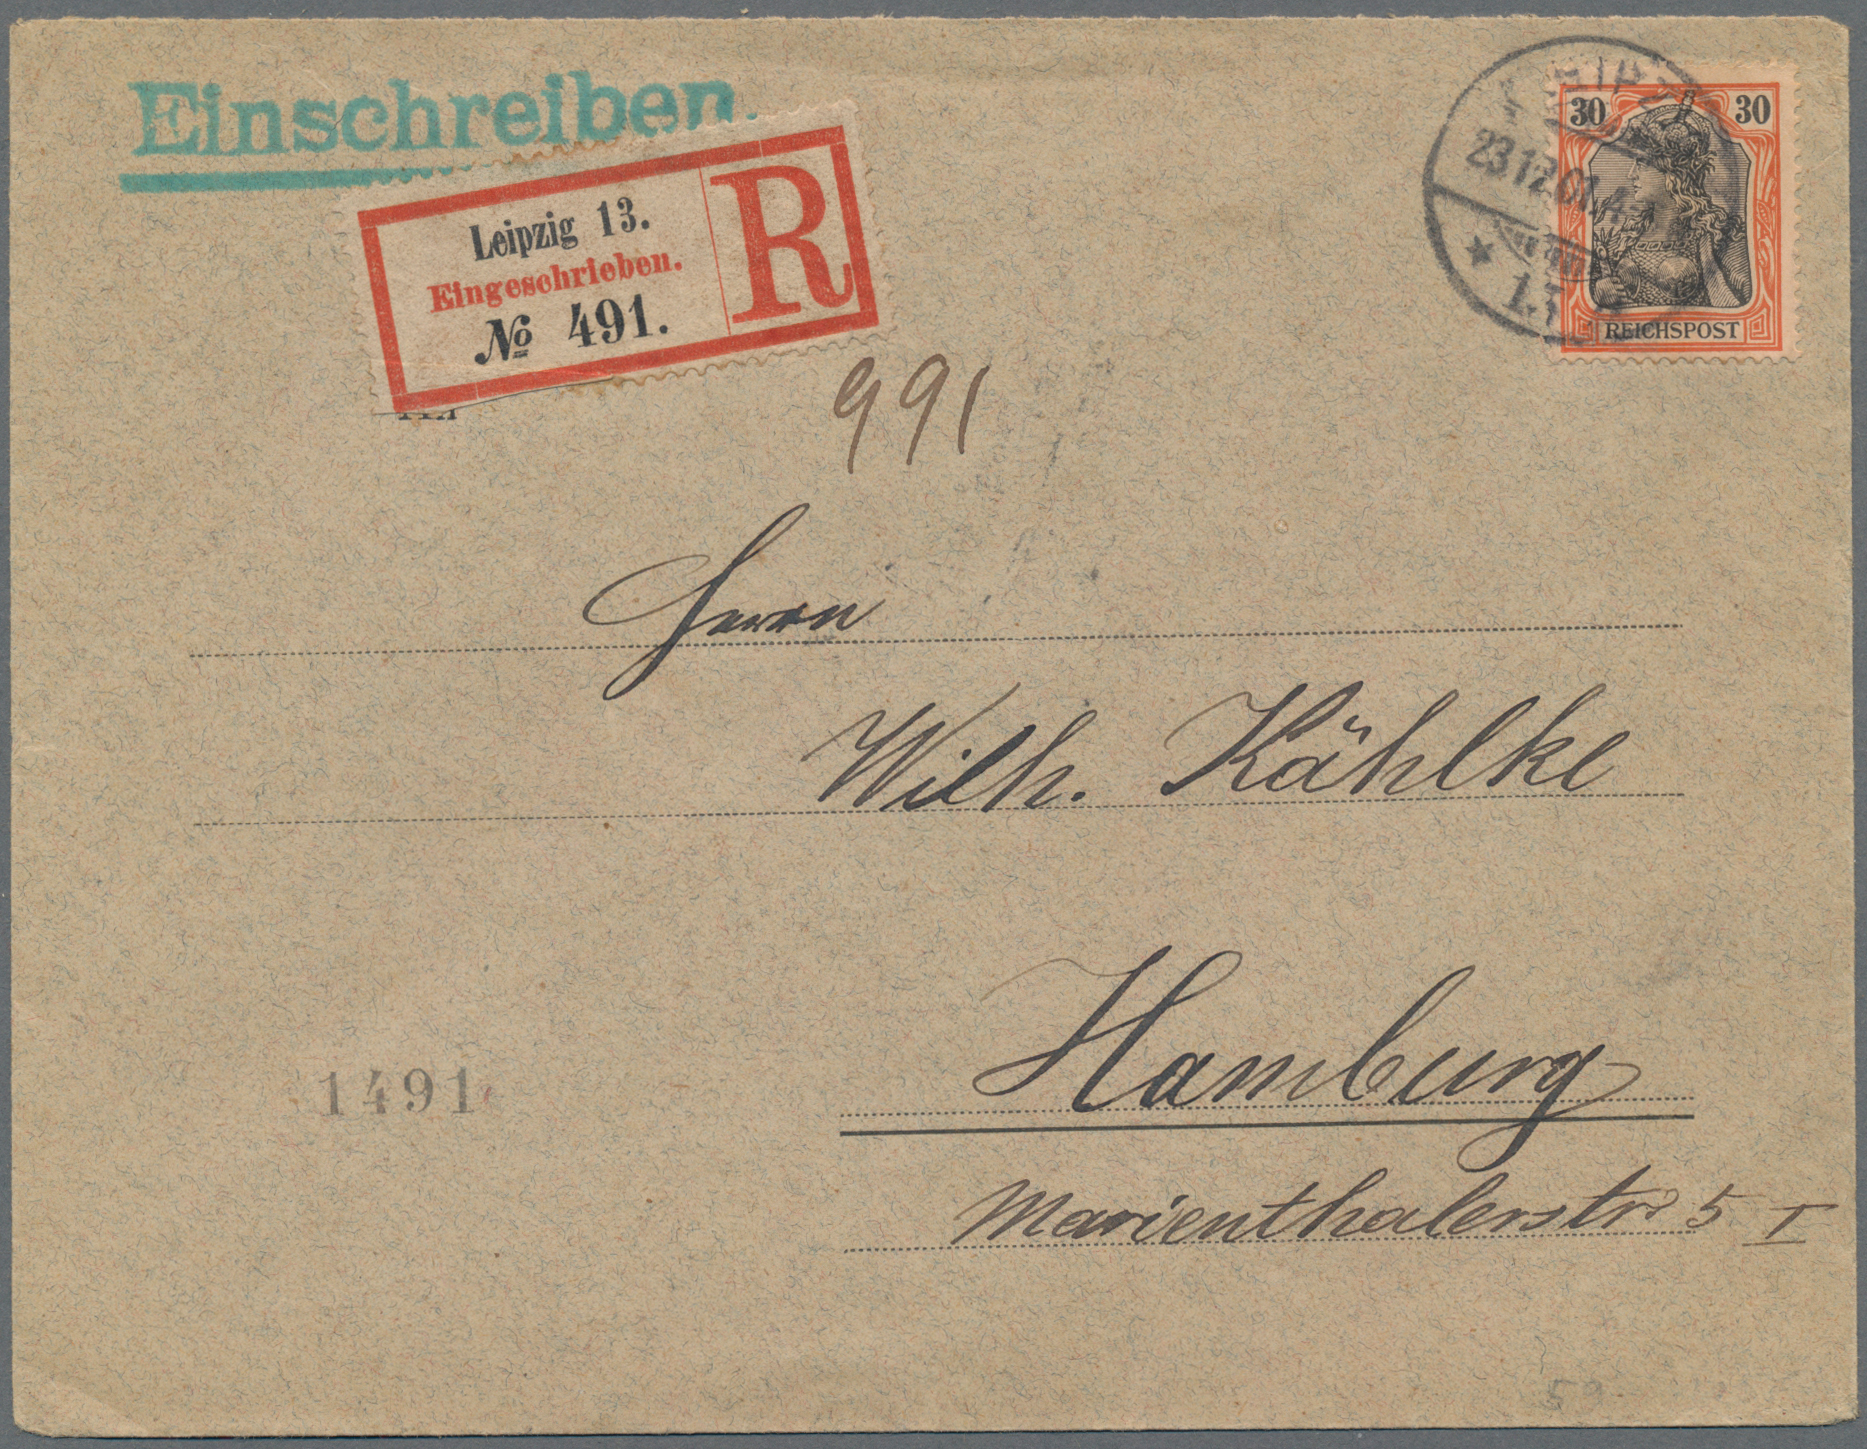 Einschreiben.
Leipzig 13.
Eingeschrieben.
№ 491.
R
30 30
REICHSPOST
23.12.01.4-
991
Herrn
Wilh. Kählke
Hamburg
Marienthalerstr. 5 I
1491